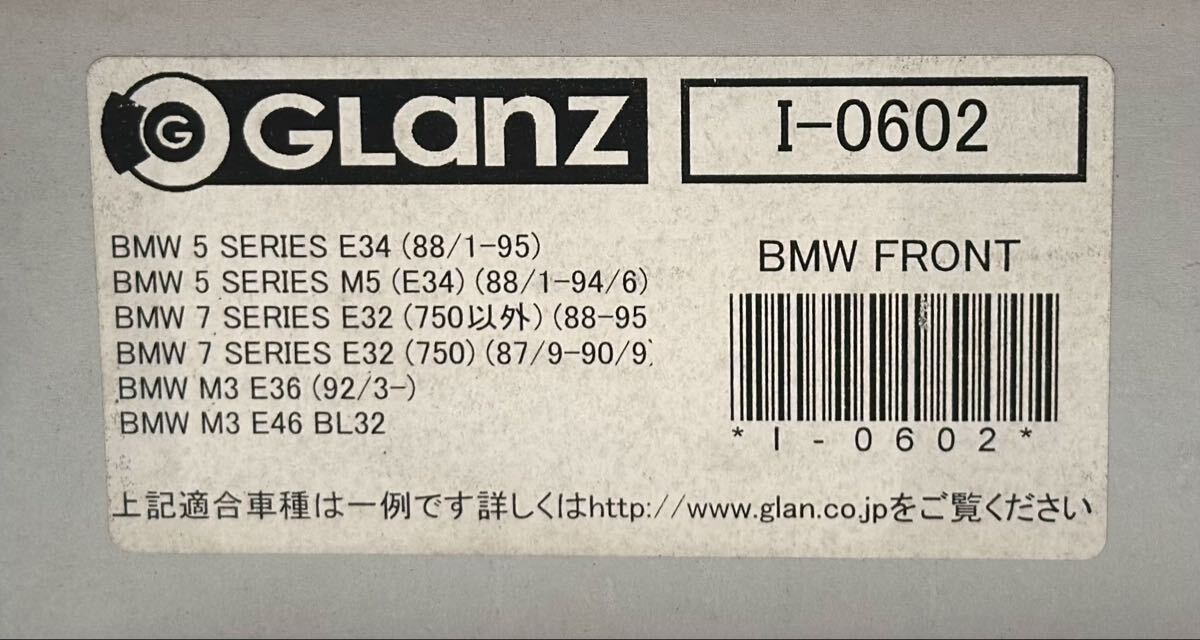 G GLanz
I-0602
BMW 5 SERIES E34 (88/1-95)
BMW 5 SERIES M5 (E34) (88/1-94/6)
BMW 7 SERIES E32 (750以外) (88-95
BMW 7 SERIES E32 (750) (87/9-90/9)
BMW M3 E36 (92/3-)
BMW M3 E46 BL32
BMW FRONT
*I-0602*
上記適合車種は一例です詳しくはhttp://www.glan.co.jpをご覧ください